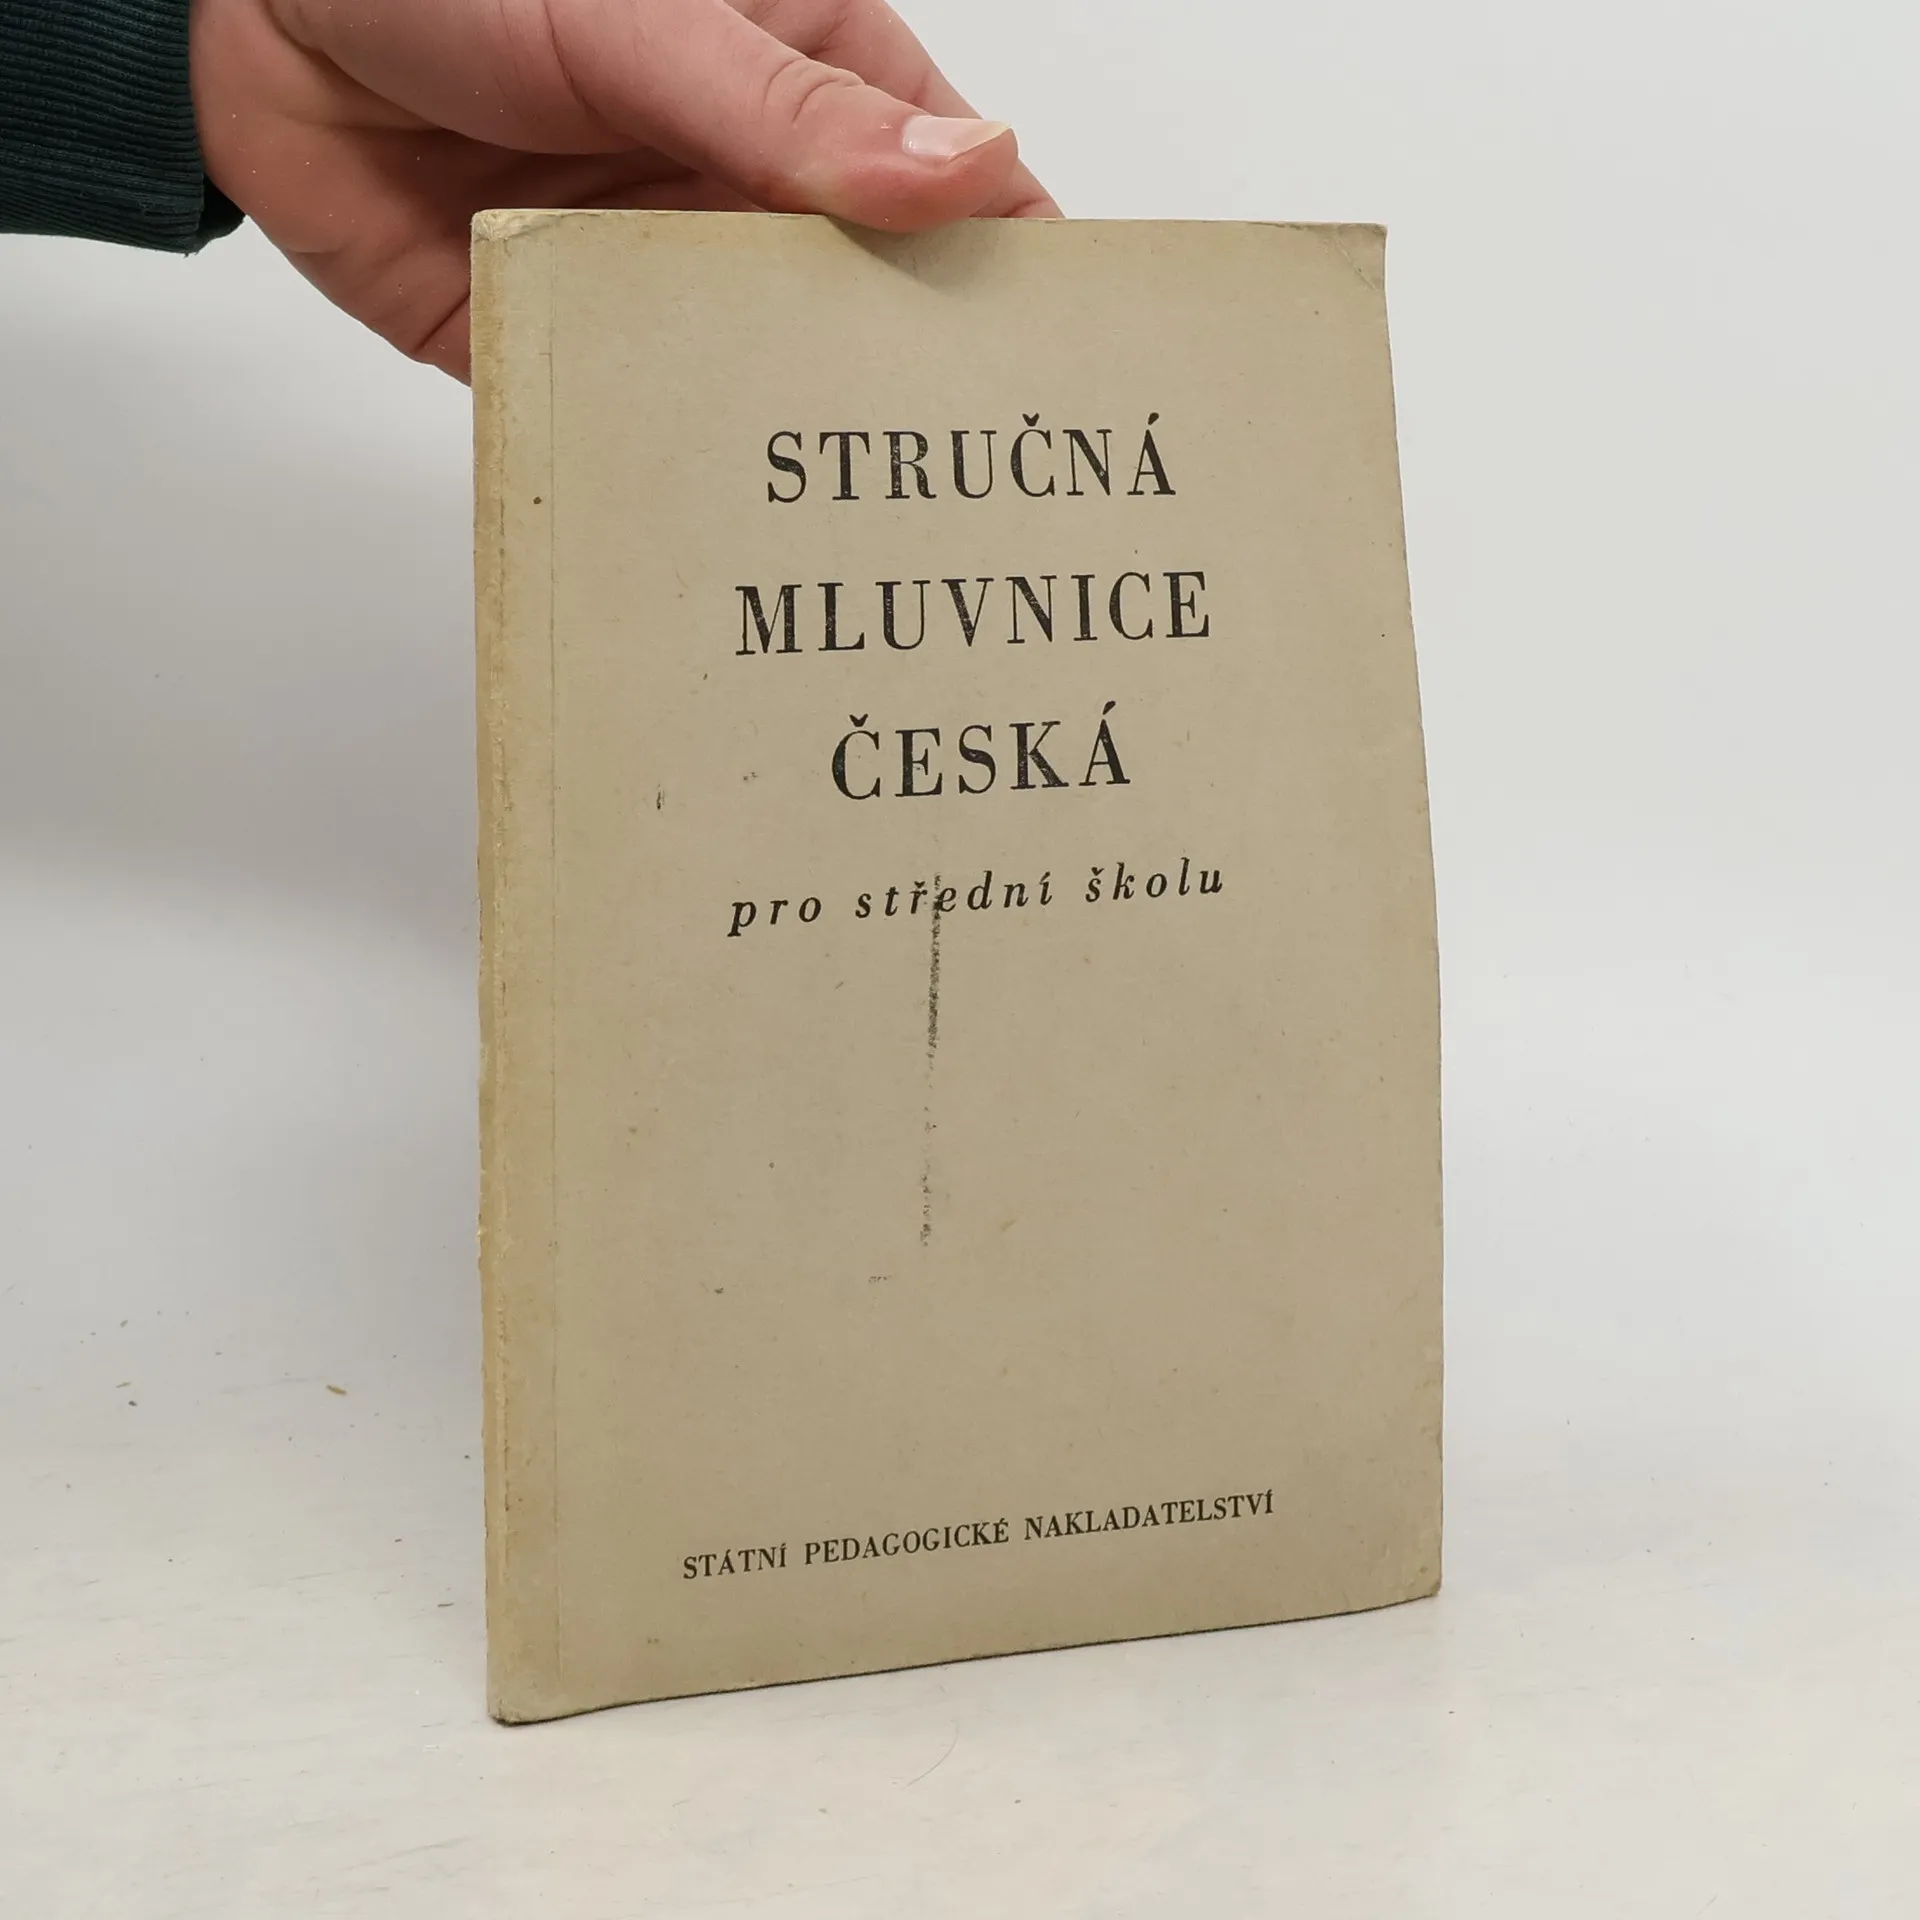 STRUČNÁ
MLUVNICE
ČESKÁ
pro střední školu
STÁTNÍ PEDAGOGICKÉ NAKLADATELSTVÍ